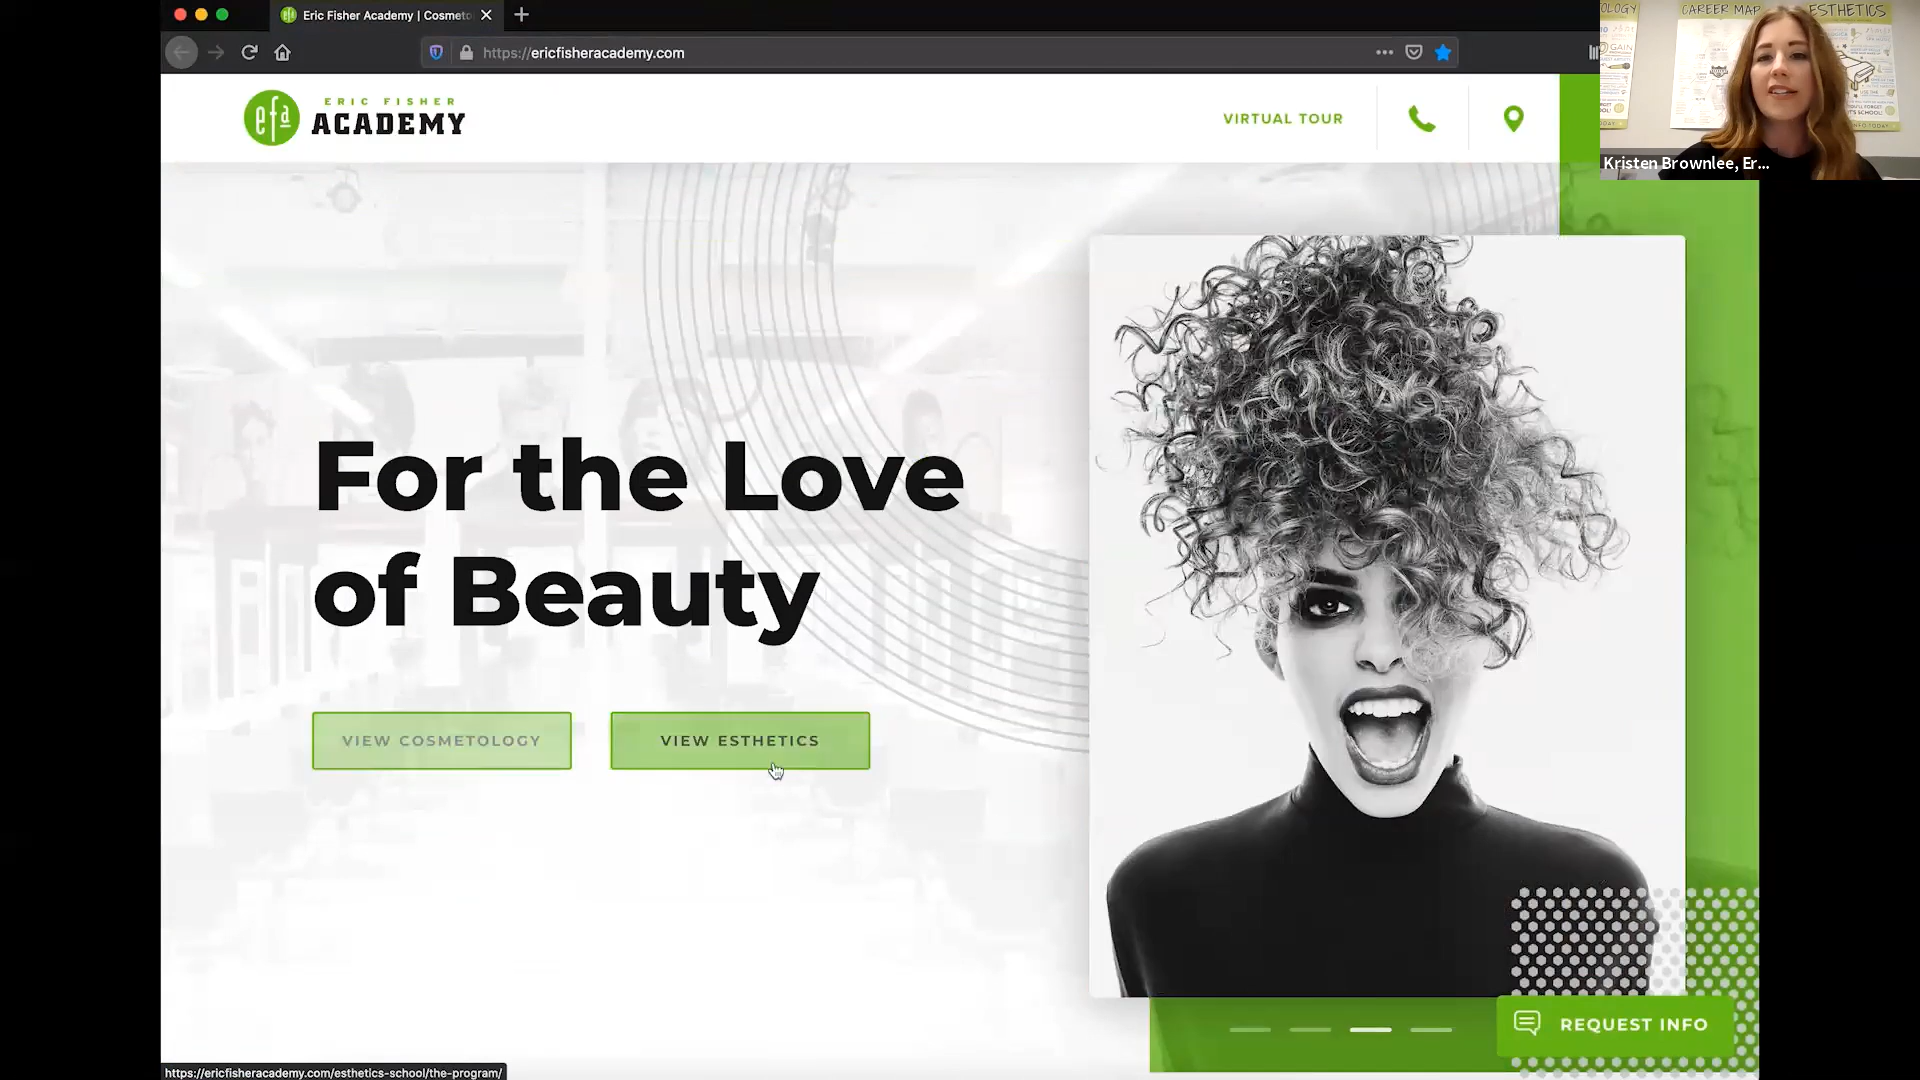 Eric Fisher Academy | Cosmeto
https://ericfisheracademy.com
efa
ERIC FISHER
ACADEMY
VIRTUAL TOUR
CAREER MAP
ESTHETICS
Kristen Brownlee, Er...
For the Love
of Beauty
VIEW COSMETOLOGY
VIEW ESTHETICS
REQUEST INFO
https://ericfisheracademy.com/esthetics-school/the-program/